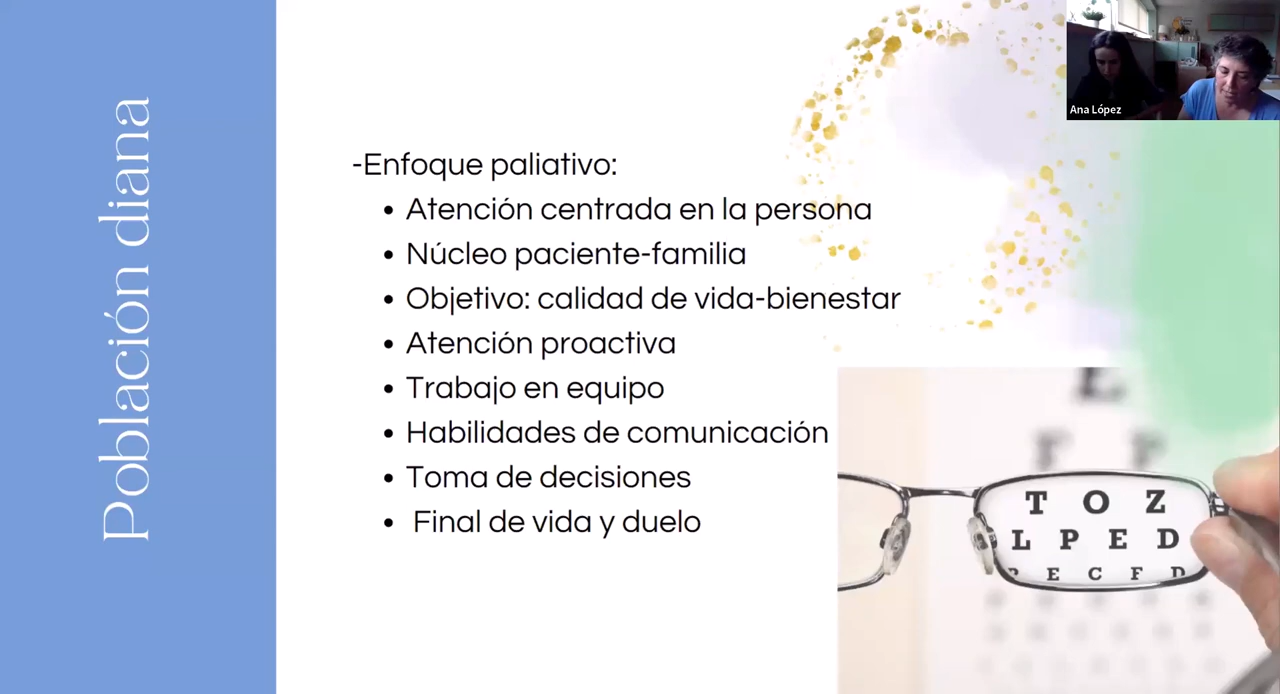 Población diana
-Enfoque paliativo:
• Atención centrada en la persona
• Núcleo paciente-familia
• Objetivo: calidad de vida-bienestar
• Atención proactiva
• Trabajo en equipo
• Habilidades de comunicación
• Toma de decisiones
• Final de vida y duelo
Ana López
T O Z
L P E D
E C F D